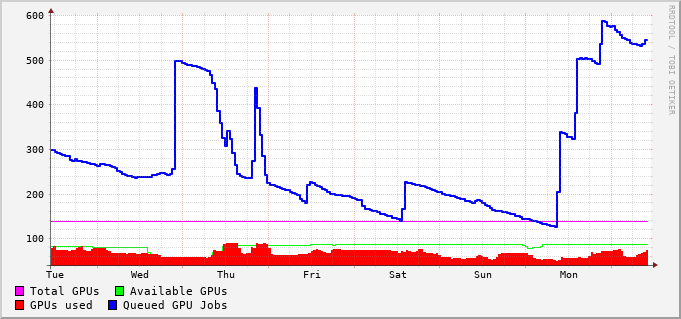 600
500
400
300
200
100
Tue Wed Thu Fri Sat Sun Mon
Total GPUs Available GPUs
GPUs used Queued GPU Jobs
RRDTOOL / TOBI OETIKER